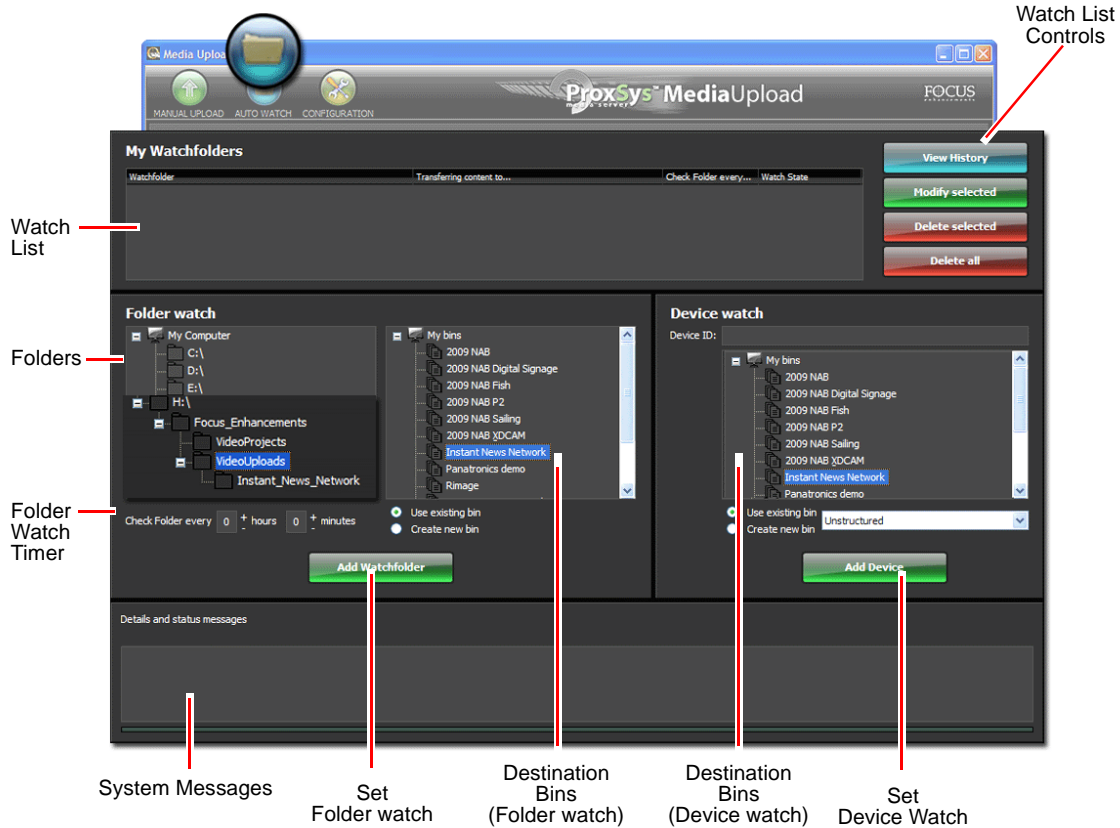 Watch List
Controls
Media Uploa
MANUAL UPLOAD AUTO WATCH CONFIGURATION
ProxSys™ MediaUpload
media-server
FOCUS
enhancements
My Watchfolders
Watchfolder Transferring content to... Check Folder every... Watch State
View History
Modify selected
Delete selected
Delete all
Watch
List
Folder watch
Folders
My Computer
C:\
D:\
E:\
H:\
Focus_Enhancements
VideoProjects
VideoUploads
Instant_News_Network
My bins
2009 NAB
2009 NAB Digital Signage
2009 NAB Fish
2009 NAB P2
2009 NAB Sailing
2009 NAB XDCAM
Instant News Network
Panatronics demo
Rimage
Folder
Watch
Timer
Check Folder every 0 + - hours 0 + - minutes
Use existing bin
Create new bin
Add Watchfolder
Device watch
Device ID:
My bins
2009 NAB
2009 NAB Digital Signage
2009 NAB Fish
2009 NAB P2
2009 NAB Sailing
2009 NAB XDCAM
Instant News Network
Panatronics demo
Use existing bin
Create new bin
Unstructured
Add Device
Details and status messages
System Messages
Set
Folder watch
Destination
Bins
(Folder watch)
Destination
Bins
(Device watch)
Set
Device Watch